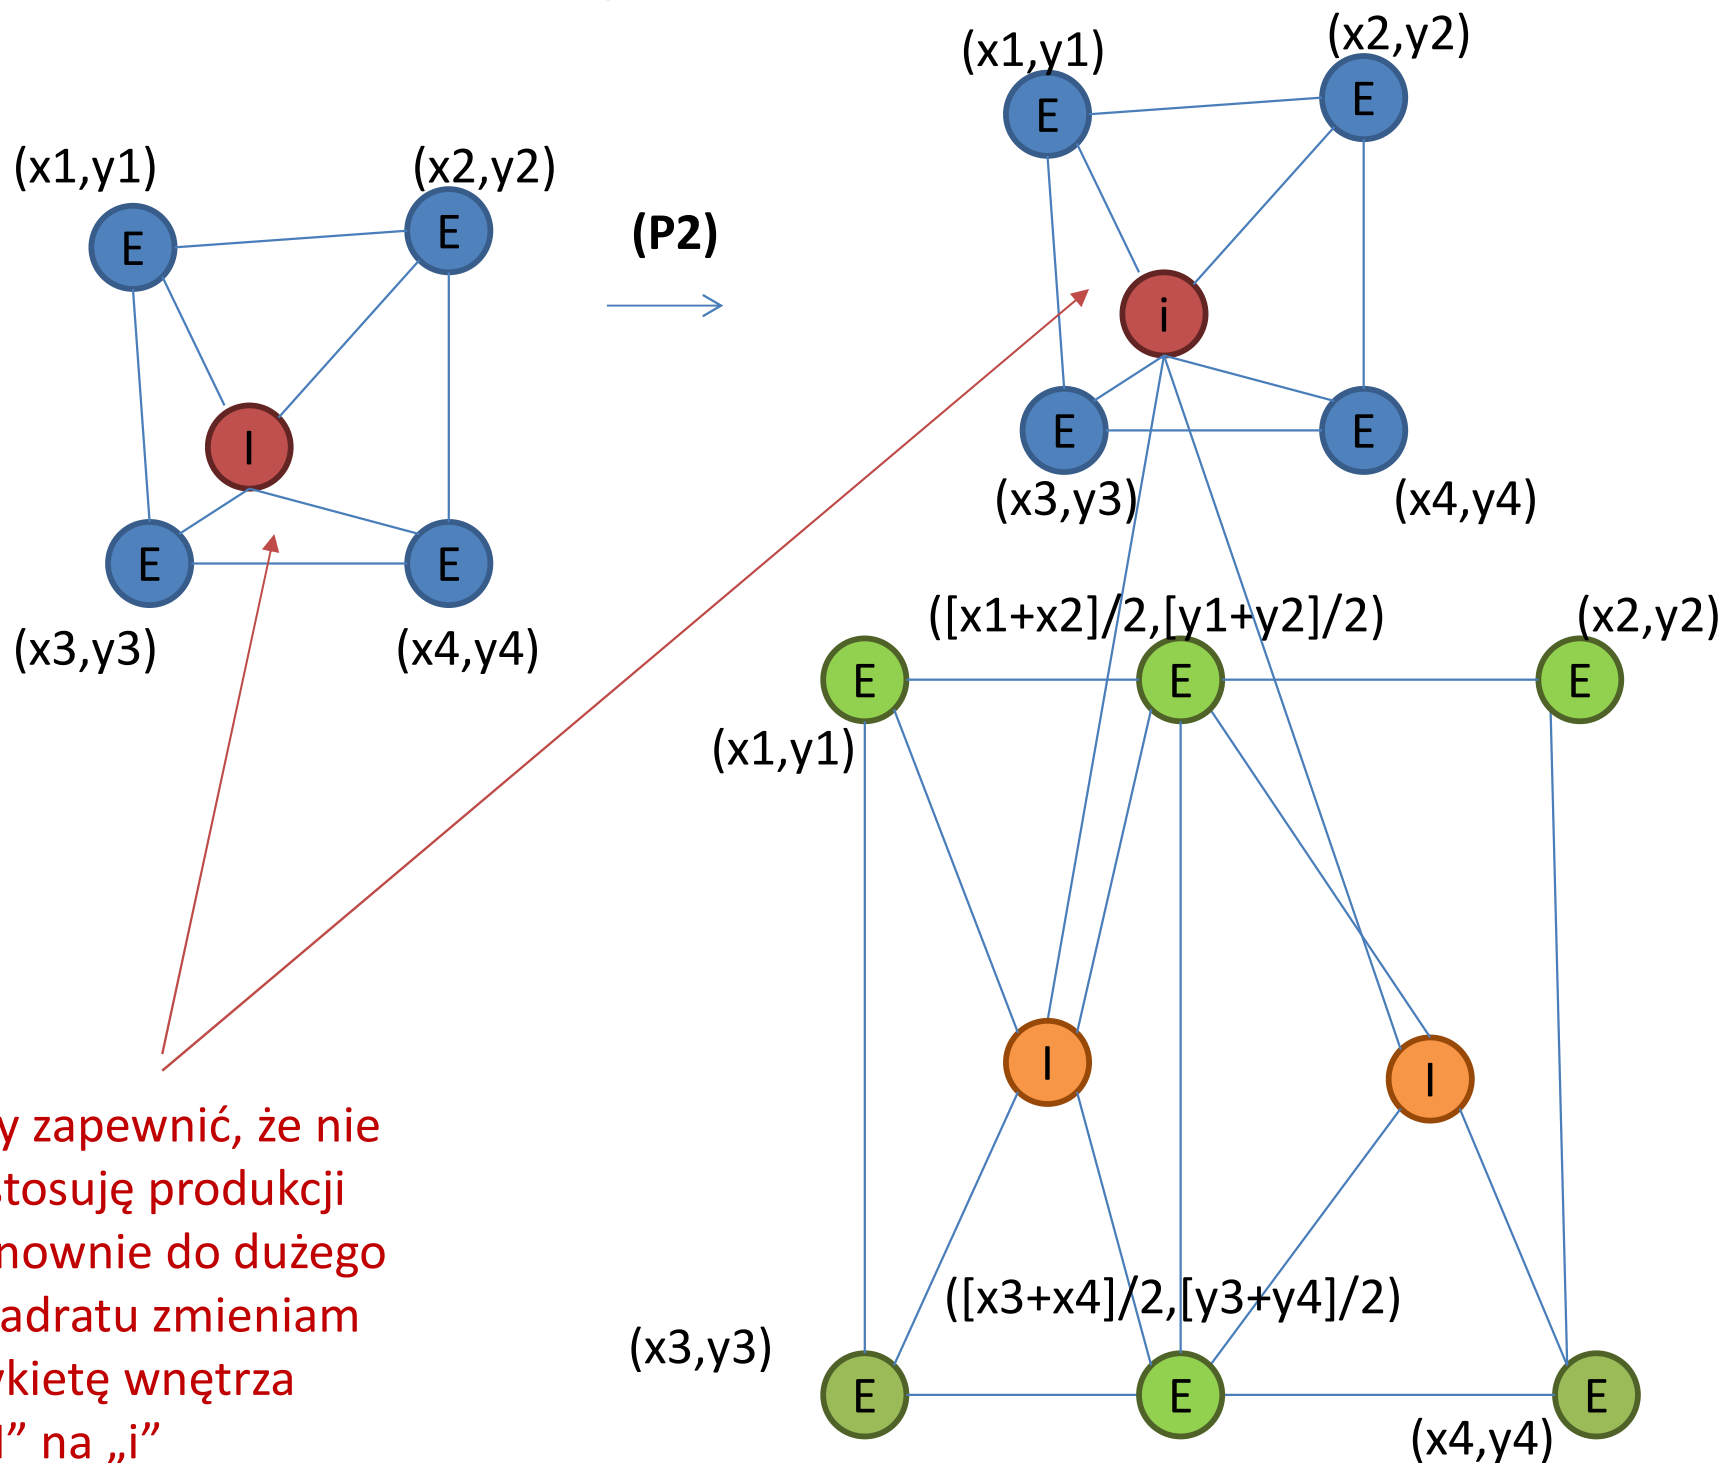 (x1,y1)
(x2,y2)
E
E
I
E
E
(x3,y3)
(x4,y4)
(P2)
(x1,y1)
(x2,y2)
E
E
i
E
E
(x3,y3)
(x4,y4)
([x1+x2]/2,[y1+y2]/2)
(x2,y2)
E
E
E
(x1,y1)
I
I
([x3+x4]/2,[y3+y4]/2)
(x3,y3)
E
E
E
(x4,y4)
y zapewnić, że nie
stosuję produkcji
nownie do dużego
adratu zmieniam
ykietę wnętrza
I” na „i”